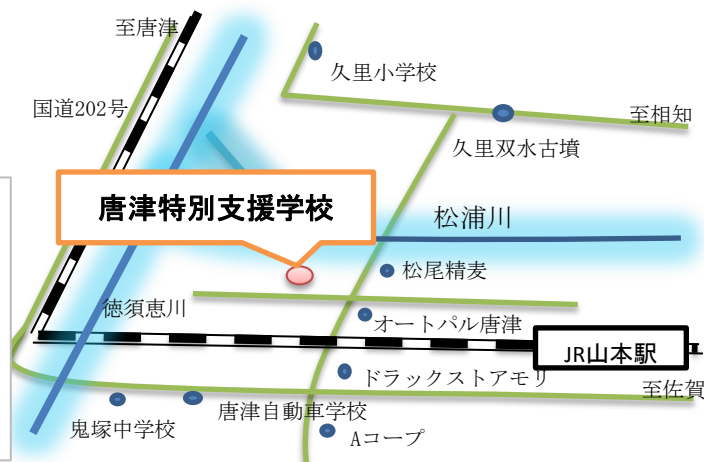 至唐津
久里小学校
国道202号
至相知
久里双水古墳
唐津特別支援学校
松浦川
松尾精麦
徳須恵川
オートパル唐津
JR山本駅
ドラックストアモリ
至佐賀
唐津自動車学校
鬼塚中学校
Aコープ